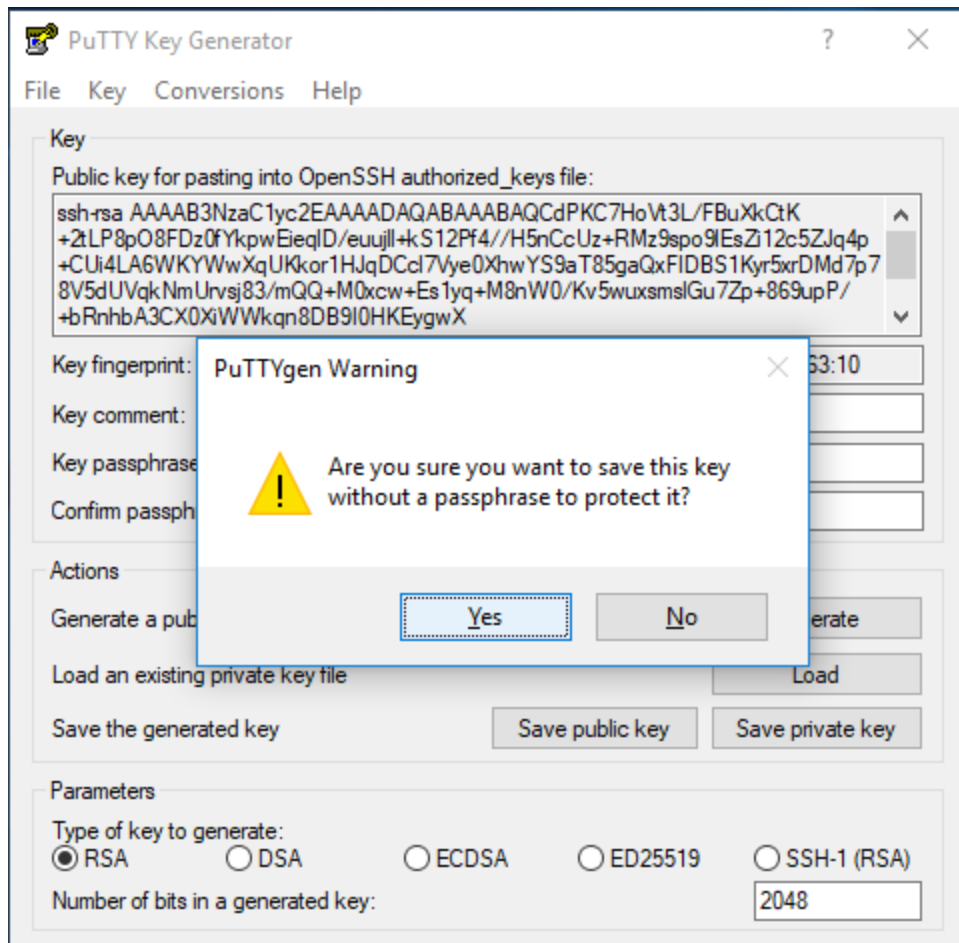 PuTTY Key Generator
File Key Conversions Help
Key
Public key for pasting into OpenSSH authorized_keys file:
ssh-rsa AAAAB3NzaC1yc2EAAAADAQABAAABAQCdPKC7HoVt3L/FBuXkCtK
+2tLP8pO8FDz0fYkpwEieqID/euujll+kS12Pf4//H5nCcUz+RMz9spo9IEsZi12c5ZJq4p
+CUi4LA6WKYWwXqUKkor1HJqDCcI7Vye0XhwYS9aT85gaQxFIDBS1Kyr5xrDMd7p7
8V5dUVqkNmUrvsj83/mQQ+M0xcw+Es1yq+M8nW0/Kv5wuxsmsIGu7Zp+869upP/
+bRnhbA3CX0XiWWkqn8DB9I0HKEygwX
Key fingerprint: 63:10
PuTTYgen Warning
Key comment:
Key passphrase
Are you sure you want to save this key
without a passphrase to protect it?
Confirm passph
Actions
Yes No
Generate a pub erate
Load an existing private key file Load
Save the generated key Save public key Save private key
Parameters
Type of key to generate:
RSA DSA ECDSA ED25519 SSH-1 (RSA)
Number of bits in a generated key: 2048